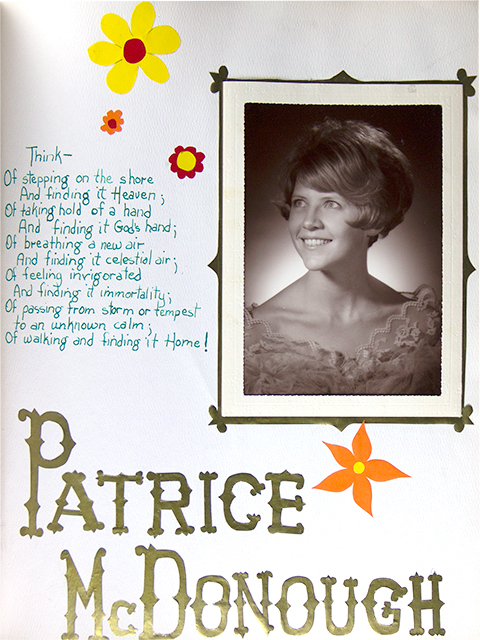 Think-
Of stepping on the shore
And finding it Heaven;
Of taking hold of a hand
And finding it God's hand;
Of breathing a new air
And finding it celestial air;
Of feeling invigorated
And finding it immortality;
Of passing from storm or tempest
to an unknown calm;
Of walking and finding it Home!
PATRICE
McDONOUGH